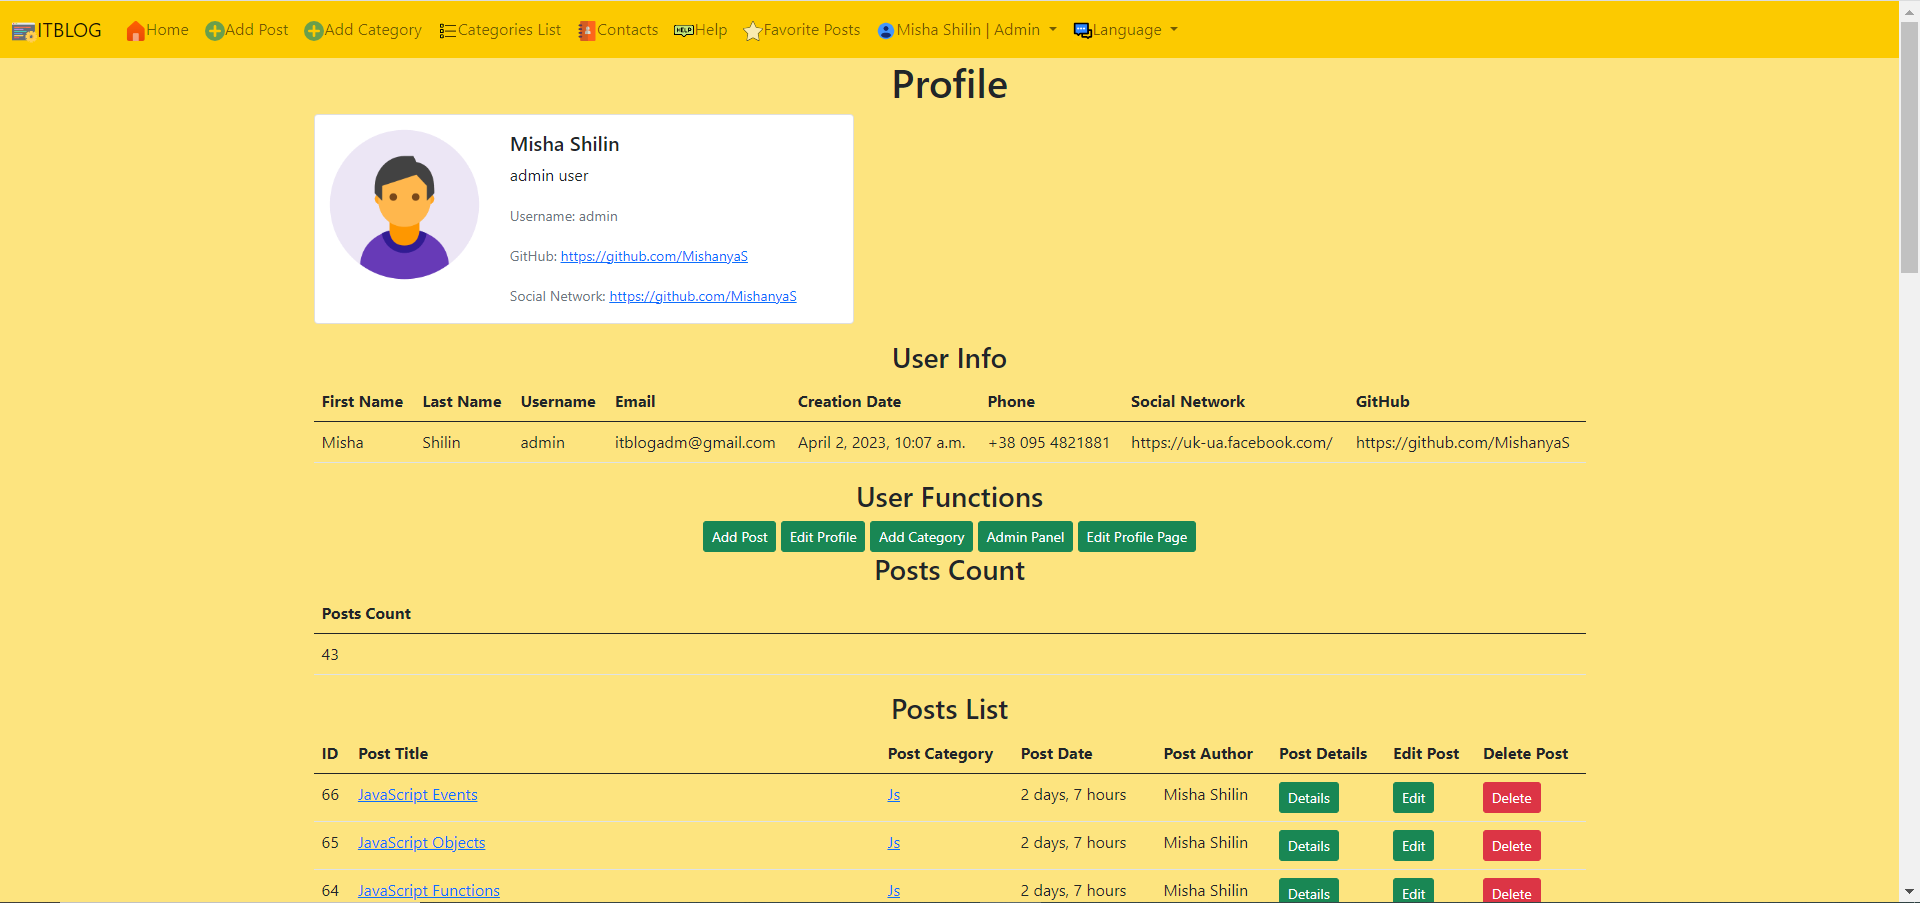 ITBLOG Home Add Post Add Category Categories List Contacts HELP Help Favorite Posts Misha Shilin | Admin Language
Profile
Misha Shilin
admin user
Username: admin
GitHub: https://github.com/MishanyaS
Social Network: https://github.com/MishanyaS
User Info
First Name Last Name Username Email Creation Date Phone Social Network GitHub
Misha Shilin admin itblogadm@gmail.com April 2, 2023, 10:07 a.m. +38 095 4821881 https://uk-ua.facebook.com/ https://github.com/MishanyaS
User Functions
Add Post Edit Profile Add Category Admin Panel Edit Profile Page
Posts Count
Posts Count
43
Posts List
ID Post Title Post Category Post Date Post Author Post Details Edit Post Delete Post
66 JavaScript Events Js 2 days, 7 hours Misha Shilin Details Edit Delete
65 JavaScript Objects Js 2 days, 7 hours Misha Shilin Details Edit Delete
64 JavaScript Functions Js 2 days, 7 hours Misha Shilin Details Edit Delete